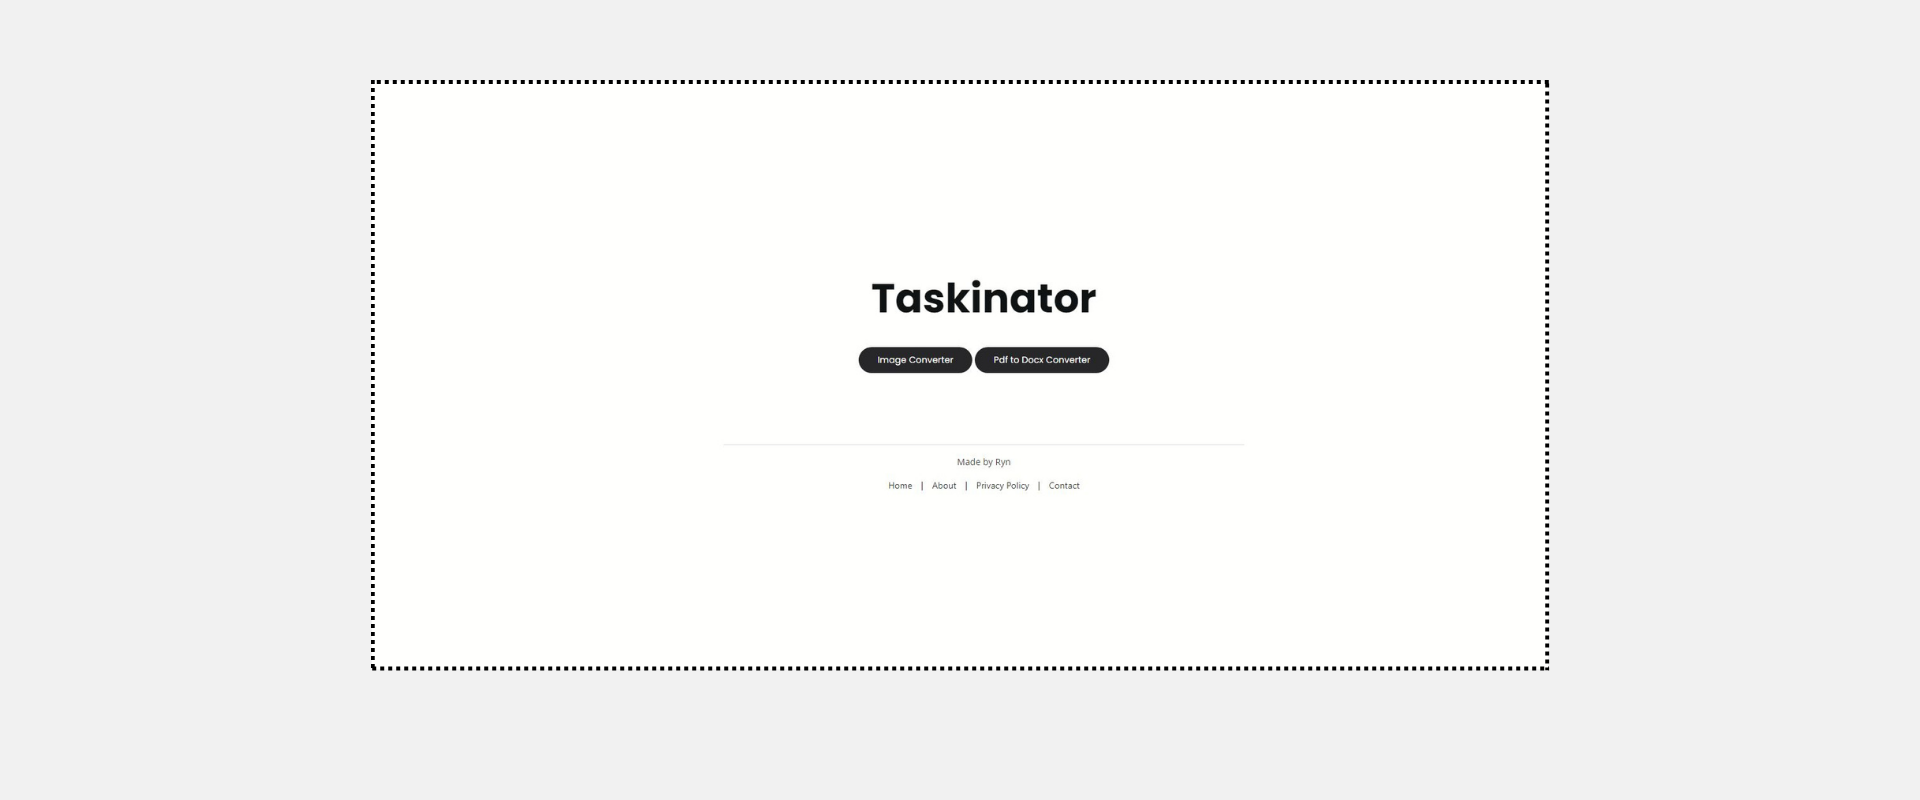 Taskinator
Image Converter Pdf to Docx Converter
Made by Ryn
Home | About | Privacy Policy | Contact